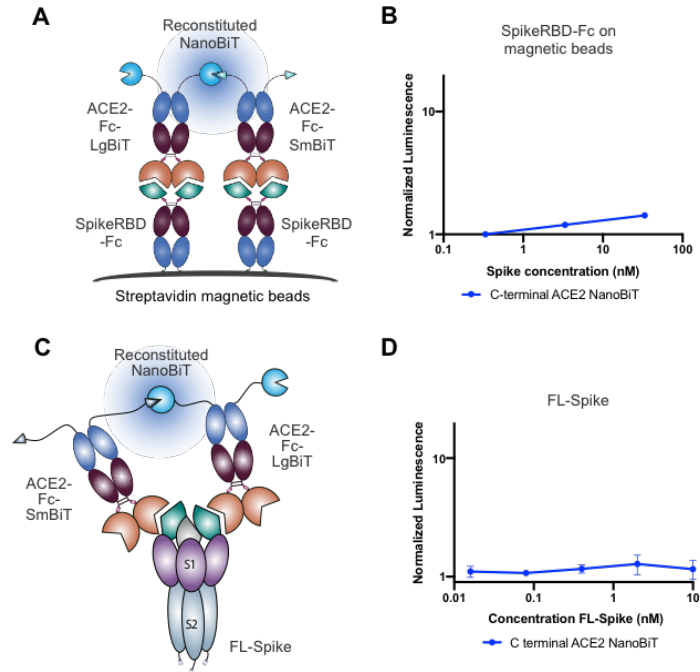 A
Reconstituted
NanoBiT
ACE2-
Fc-
LgBiT
ACE2-
Fc-
SmBiT
SpikeRBD
-Fc
SpikeRBD
-Fc
Streptavidin magnetic beads
B
SpikeRBD-Fc on
magnetic beads
Normalized Luminescence
10
1
0.1
1
10
100
Spike concentration (nM)
C-terminal ACE2 NanoBiT
C
Reconstituted
NanoBiT
ACE2-
Fc-
LgBiT
ACE2-
Fc-
SmBiT
S1
S2
FL-Spike
D
FL-Spike
Normalized Luminescence
10
1
0.01
0.1
1
10
Concentration FL-Spike (nM)
C terminal ACE2 NanoBiT